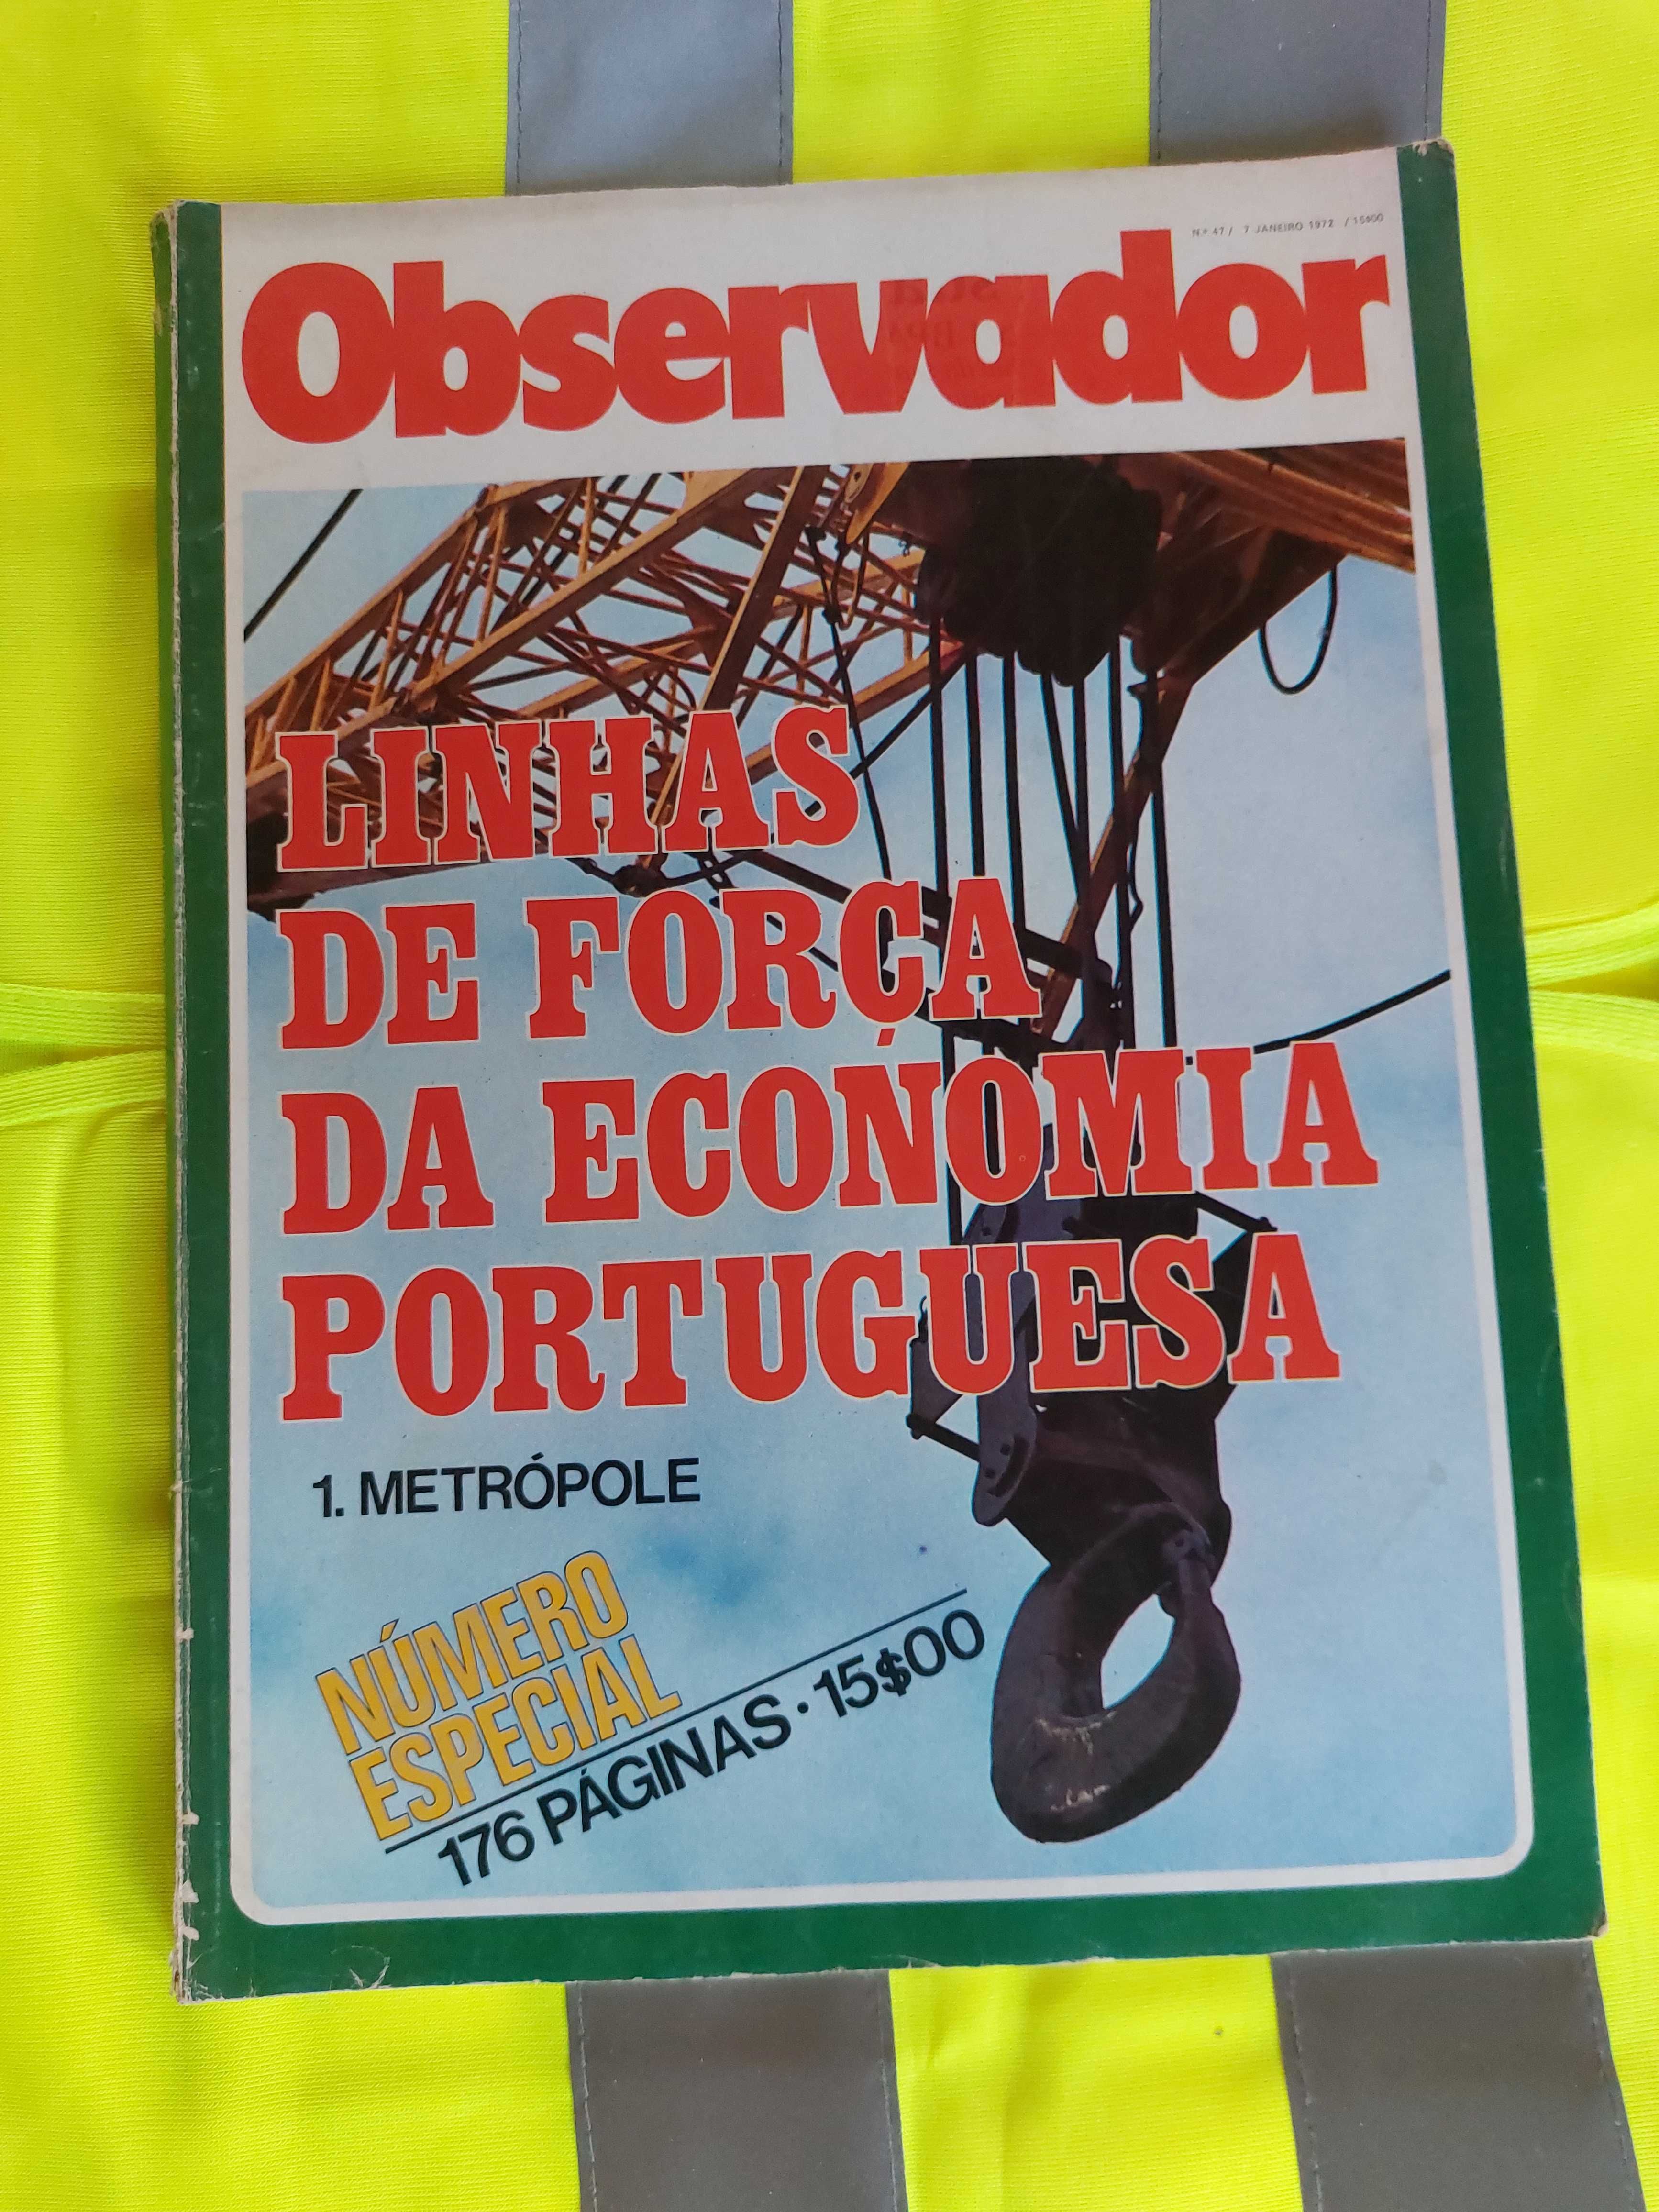 Nº 47 / 7 JANEIRO 1972 / 15$00
Observador
LINHAS
DE FORÇA
DA ECONOMIA
PORTUGUESA
1. METRÓPOLE
NÚMERO
ESPECIAL
176 PÁGINAS · 15$00